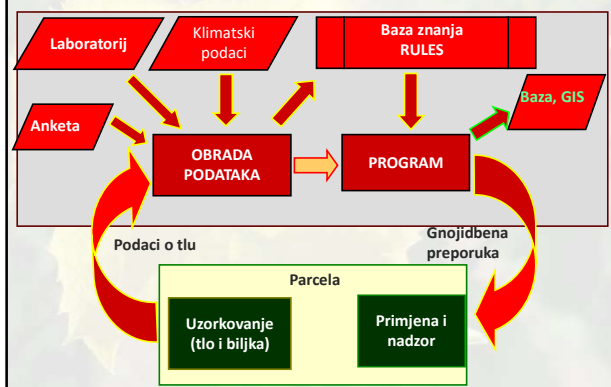 Laboratorij
Klimatski
podaci
Baza znanja
RULES
Baza, GIS
Anketa
OBRADA
PODATAKA
PROGRAM
Podaci o tlu
Gnojidbena
preporuka
Parcela
Uzorkovanje
(tlo i biljka)
Primjena i
nadzor